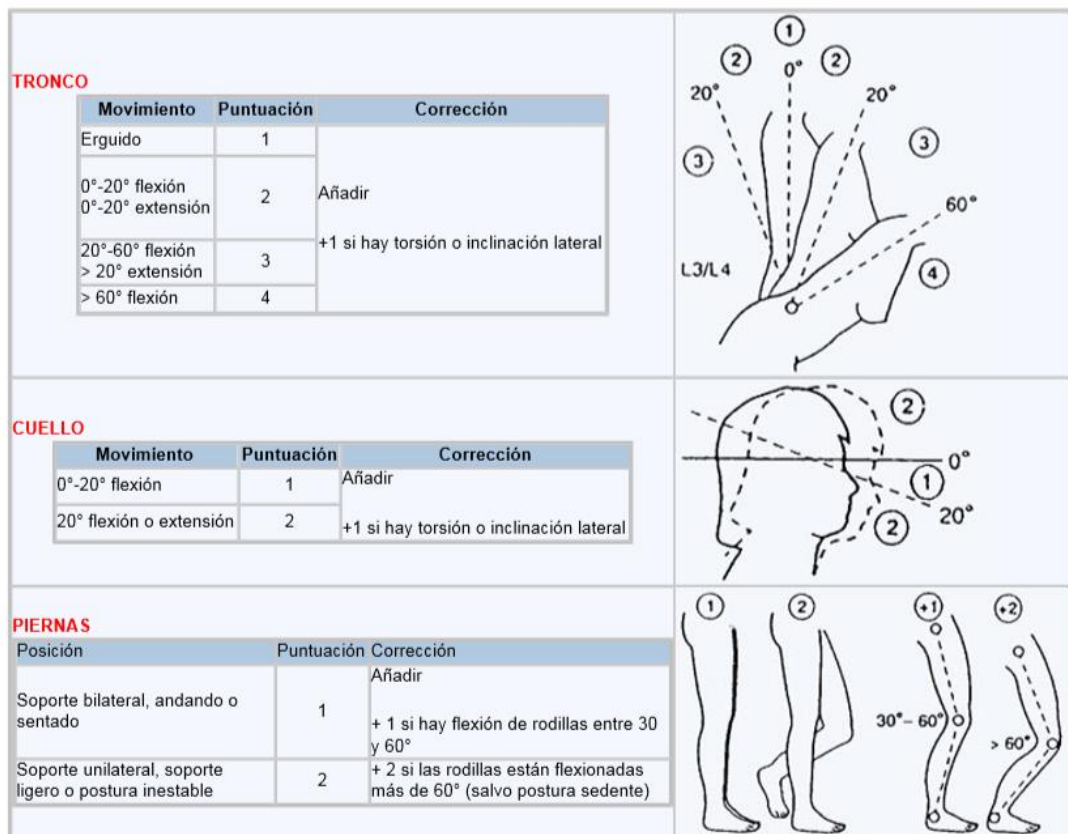 TRONCO
Movimiento Puntuación Corrección
Erguido 1
0°-20° flexión
0°-20° extensión
2
Añadir
+1 si hay torsión o inclinación lateral
20°-60° flexión
> 20° extensión
3
> 60° flexión 4
1
2
0°
2
20°
20°
3
3
60°
L3/L4
4
CUELLO
Movimiento Puntuación Corrección
0°-20° flexión 1
Añadir
20° flexión o extensión 2
+1 si hay torsión o inclinación lateral
2
0°
1
20°
2
PIERNAS
Posición Puntuación Corrección
Soporte bilateral, andando o
sentado
1
Añadir
+ 1 si hay flexión de rodillas entre 30
y 60°
Soporte unilateral, soporte
ligero o postura inestable
2
+ 2 si las rodillas están flexionadas
más de 60° (salvo postura sedente)
1
2
+1
+2
30°-60°
> 60°